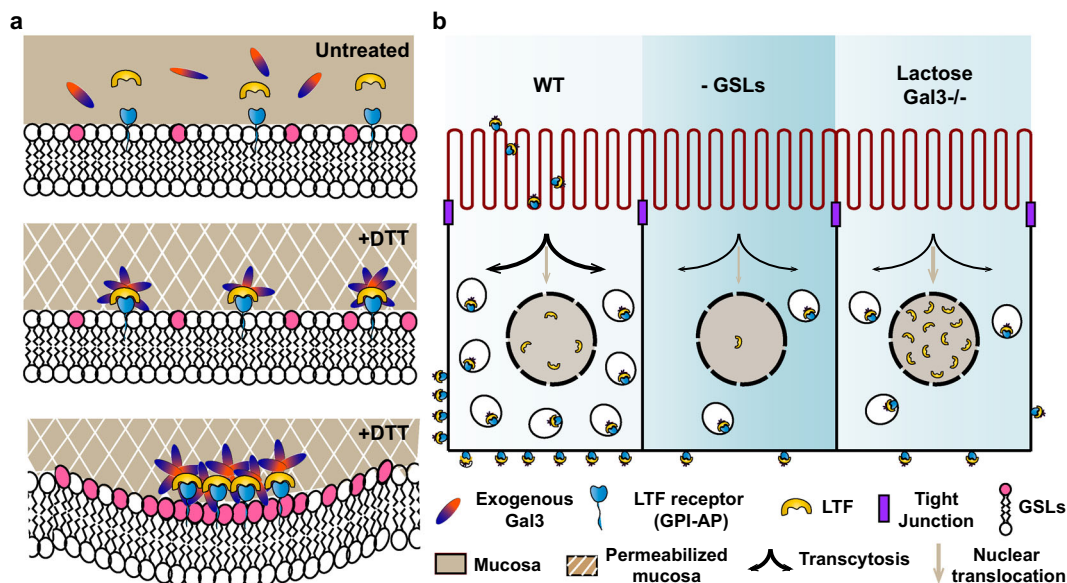 a
Untreated
+DTT
+DTT
b
WT
- GSLs
Lactose
Gal3-/-
Exogenous
Gal3
LTF receptor
(GPI-AP)
LTF
Tight
Junction
GSLs
Mucosa
Permeabilized
mucosa
Transcytosis
Nuclear
translocation